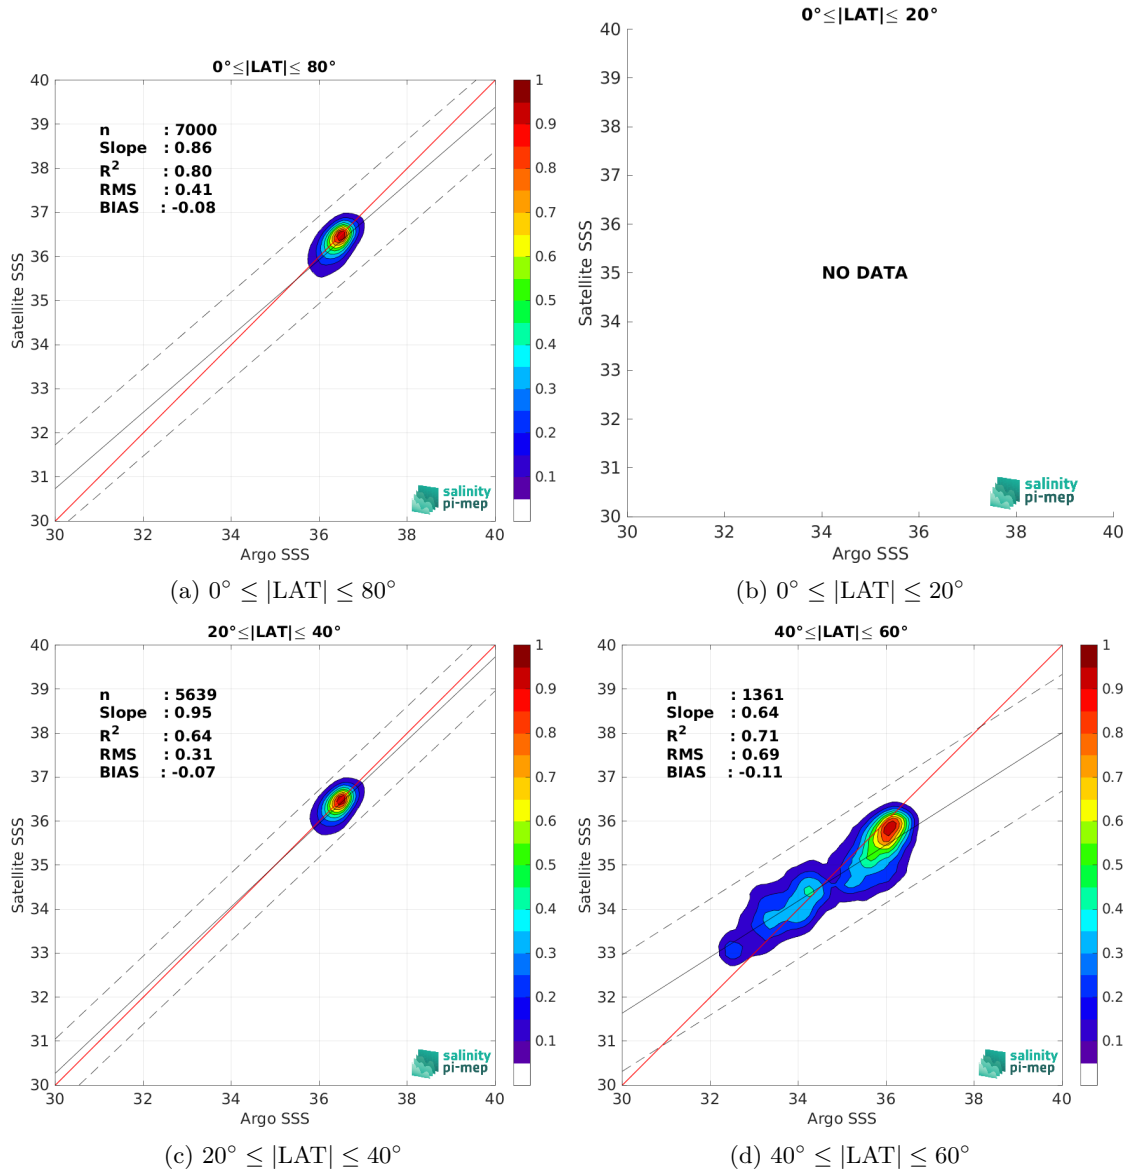 0°≤|LAT|≤ 80°
40
39
38
37
36
35
34
33
32
31
30
Satellite SSS
n : 7000
Slope : 0.86
R² : 0.80
RMS : 0.41
BIAS : -0.08
salinity
pi-mep
30 32 34 36 38 40
Argo SSS
1
0.9
0.8
0.7
0.6
0.5
0.4
0.3
0.2
0.1
(a) 0° ≤ |LAT| ≤ 80°
0°≤|LAT|≤ 20°
40
39
38
37
36
35
34
33
32
31
30
Satellite SSS
NO DATA
salinity
pi-mep
30 32 34 36 38 40
Argo SSS
(b) 0° ≤ |LAT| ≤ 20°
20°≤|LAT|≤ 40°
40
39
38
37
36
35
34
33
32
31
30
Satellite SSS
n : 5639
Slope : 0.95
R² : 0.64
RMS : 0.31
BIAS : -0.07
salinity
pi-mep
30 32 34 36 38 40
Argo SSS
1
0.9
0.8
0.7
0.6
0.5
0.4
0.3
0.2
0.1
(c) 20° ≤ |LAT| ≤ 40°
40°≤|LAT|≤ 60°
40
39
38
37
36
35
34
33
32
31
30
Satellite SSS
n : 1361
Slope : 0.64
R² : 0.71
RMS : 0.69
BIAS : -0.11
salinity
pi-mep
30 32 34 36 38 40
Argo SSS
1
0.9
0.8
0.7
0.6
0.5
0.4
0.3
0.2
0.1
(d) 40° ≤ |LAT| ≤ 60°